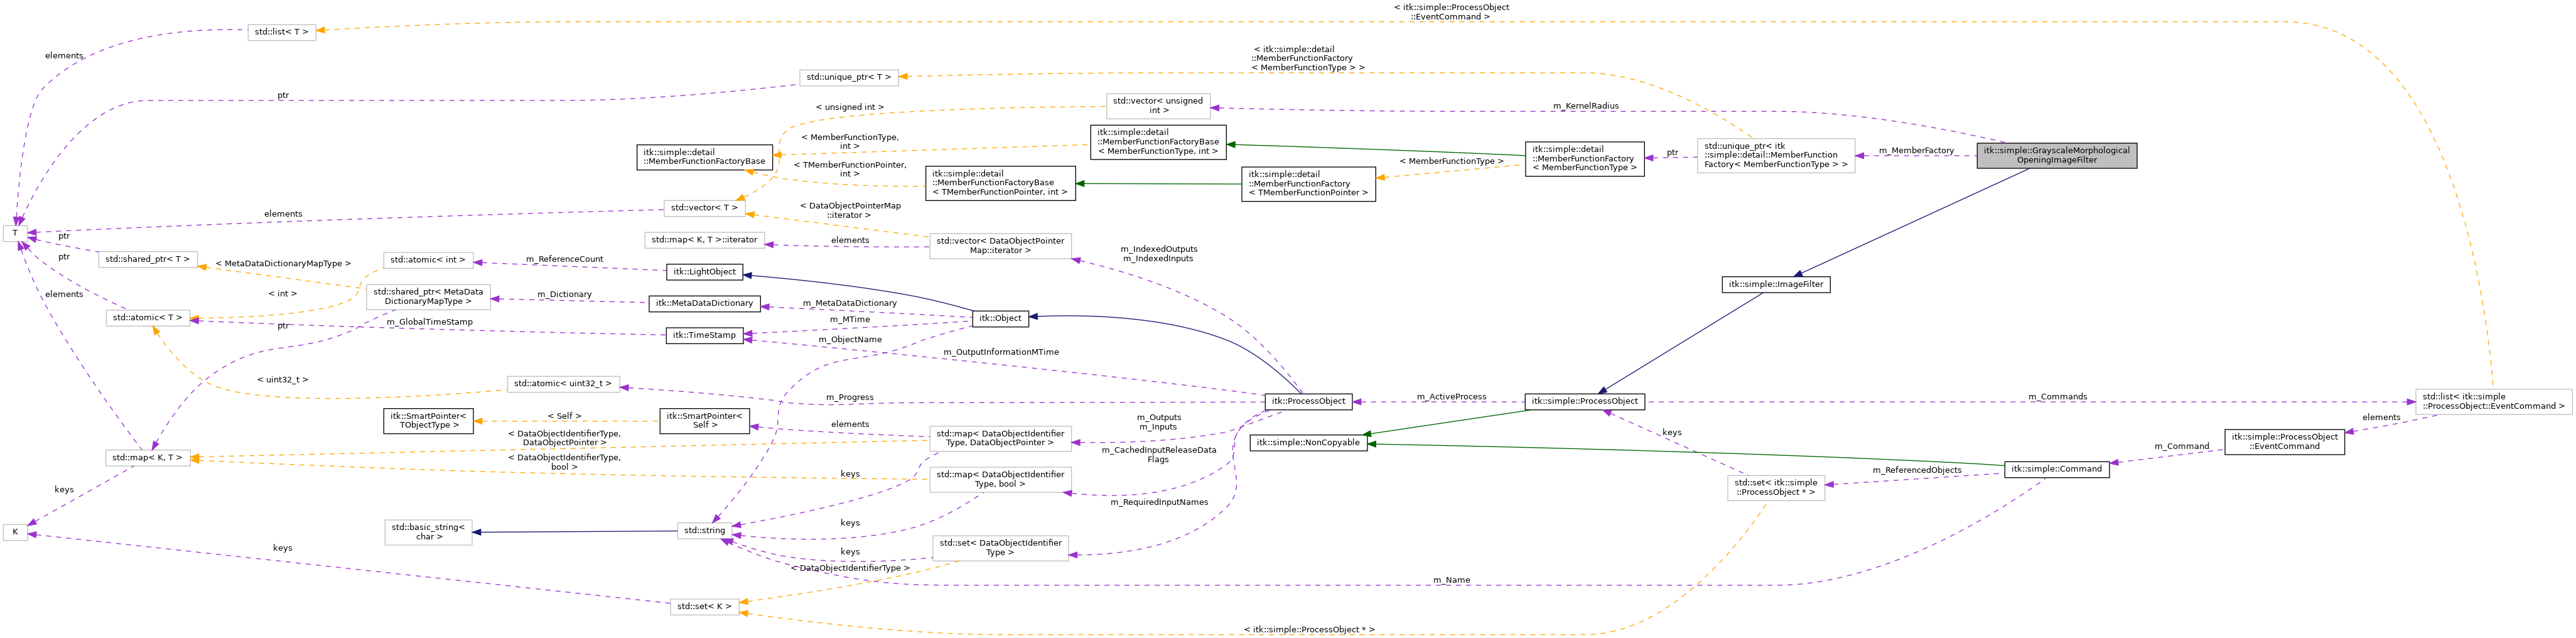 < itk::simple::ProcessObject
::EventCommand >
std::list< T >
elements
< itk::simple::detail
::MemberFunctionFactory
< MemberFunctionType > >
std::unique_ptr< T >
ptr
std::vector< unsigned
int >
< unsigned int >
m_KernelRadius
itk::simple::detail
::MemberFunctionFactoryBase
< MemberFunctionType, int >
< MemberFunctionType,
int >
itk::simple::detail
::MemberFunctionFactoryBase
< TMemberFunctionPointer,
int >
itk::simple::detail
::MemberFunctionFactoryBase
< TMemberFunctionPointer, int >
itk::simple::detail
::MemberFunctionFactory
< TMemberFunctionPointer >
< MemberFunctionType >
itk::simple::detail
::MemberFunctionFactory
< MemberFunctionType >
ptr
std::unique_ptr< itk
::simple::detail::MemberFunction
Factory< MemberFunctionType > >
m_MemberFactory
itk::simple::GrayscaleMorphological
OpeningImageFilter
std::vector< T >
elements
< DataObjectPointerMap
::iterator >
T
ptr
std::shared_ptr< T >
std::map< K, T >::iterator
elements
std::vector< DataObjectPointer
Map::iterator >
m_IndexedOutputs
m_IndexedInputs
ptr
< MetaDataDictionaryMapType >
std::atomic< int >
m_ReferenceCount
itk::LightObject
itk::simple::ImageFilter
elements
< int >
std::shared_ptr< MetaData
DictionaryMapType >
m_Dictionary
itk::MetaDataDictionary
m_MetaDataDictionary
std::atomic< T >
ptr
m_GlobalTimeStamp
itk::TimeStamp
m_MTime
itk::Object
m_ObjectName
m_OutputInformationMTime
< uint32_t >
std::atomic< uint32_t >
m_Progress
itk::ProcessObject
m_ActiveProcess
itk::simple::ProcessObject
m_Commands
std::list< itk::simple
::ProcessObject::EventCommand >
elements
itk::SmartPointer<
TObjectType >
< Self >
itk::SmartPointer<
Self >
elements
m_Outputs
m_Inputs
< DataObjectIdentifierType,
DataObjectPointer >
std::map< DataObjectIdentifier
Type, DataObjectPointer >
itk::simple::NonCopyable
keys
itk::simple::ProcessObject
::EventCommand
m_Command
std::map< K, T >
< DataObjectIdentifierType,
bool >
m_CachedInputReleaseData
Flags
keys
std::map< DataObjectIdentifier
Type, bool >
itk::simple::Command
m_ReferencedObjects
std::set< itk::simple
::ProcessObject * >
keys
m_RequiredInputNames
K
std::basic_string<
char >
std::string
keys
std::set< DataObjectIdentifier
Type >
keys
keys
< DataObjectIdentifierType >
m_Name
std::set< K >
< itk::simple::ProcessObject * >